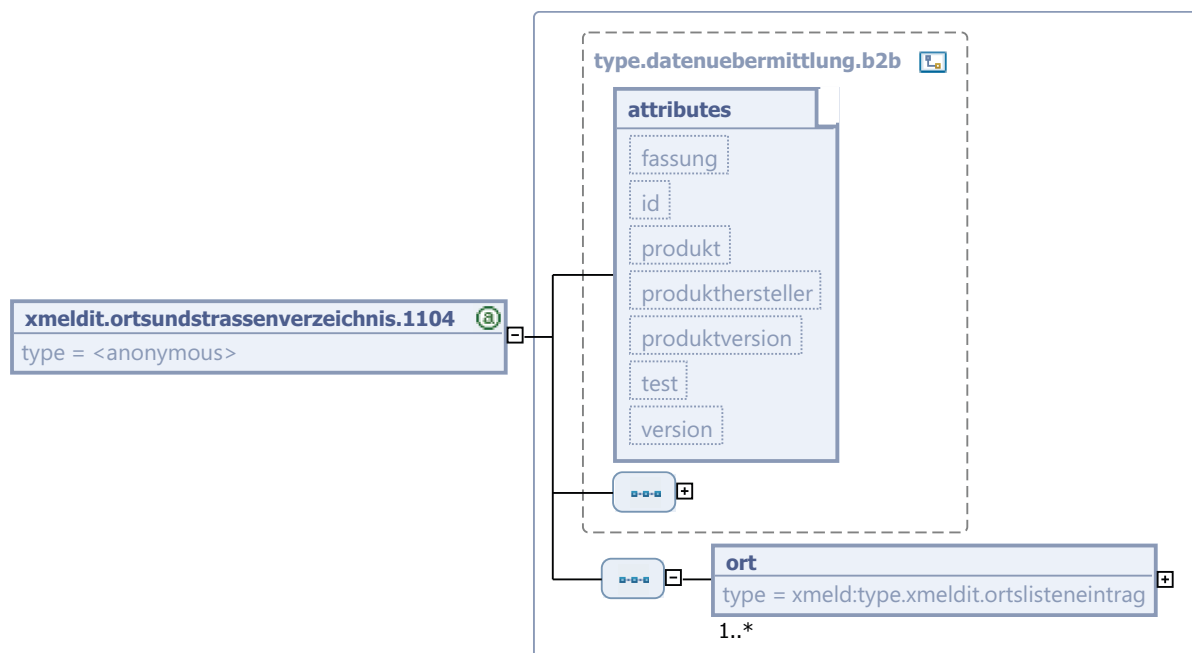 type.datenuebermittlung.b2b
attributes
fassung
id
produkt
produkthersteller
produktversion
test
version
xmeldit.ortsundstrassenverzeichnis.1104
type = <anonymous>
ort
type = xmeld:type.xmeldit.ortslisteneintrag
1..*